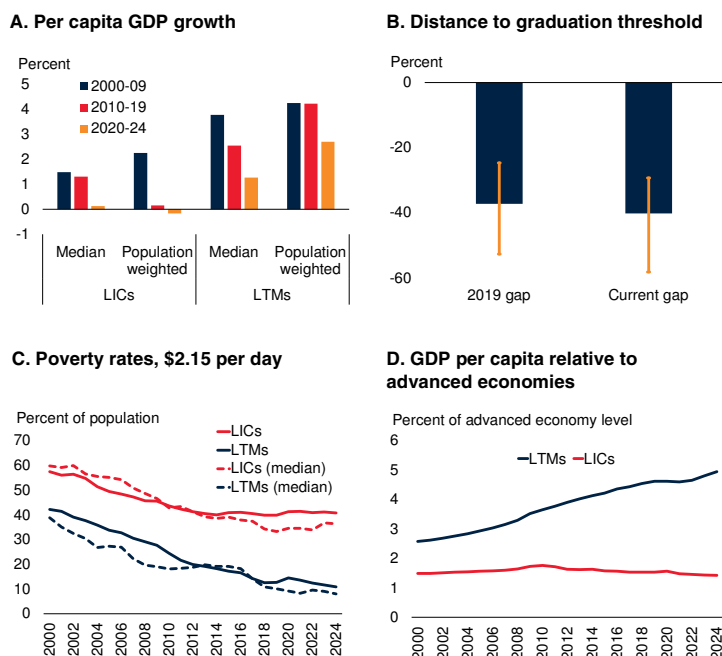 A. Per capita GDP growth
Percent
5
4
3
2
1
0
-1
2000-09
2010-19
2020-24
Median
Population
weighted
Median
Population
weighted
LICs
LTMs
B. Distance to graduation threshold
Percent
0
-20
-40
-60
2019 gap
Current gap
C. Poverty rates, $2.15 per day
Percent of population
70
60
50
40
30
20
10
0
LICs
LTMs
LICs (median)
LTMs (median)
2000
2002
2004
2006
2008
2010
2012
2014
2016
2018
2020
2022
2024
D. GDP per capita relative to
advanced economies
Percent of advanced economy level
6
5
4
3
2
1
0
LTMs
LICs
2000
2002
2004
2006
2008
2010
2012
2014
2016
2018
2020
2022
2024